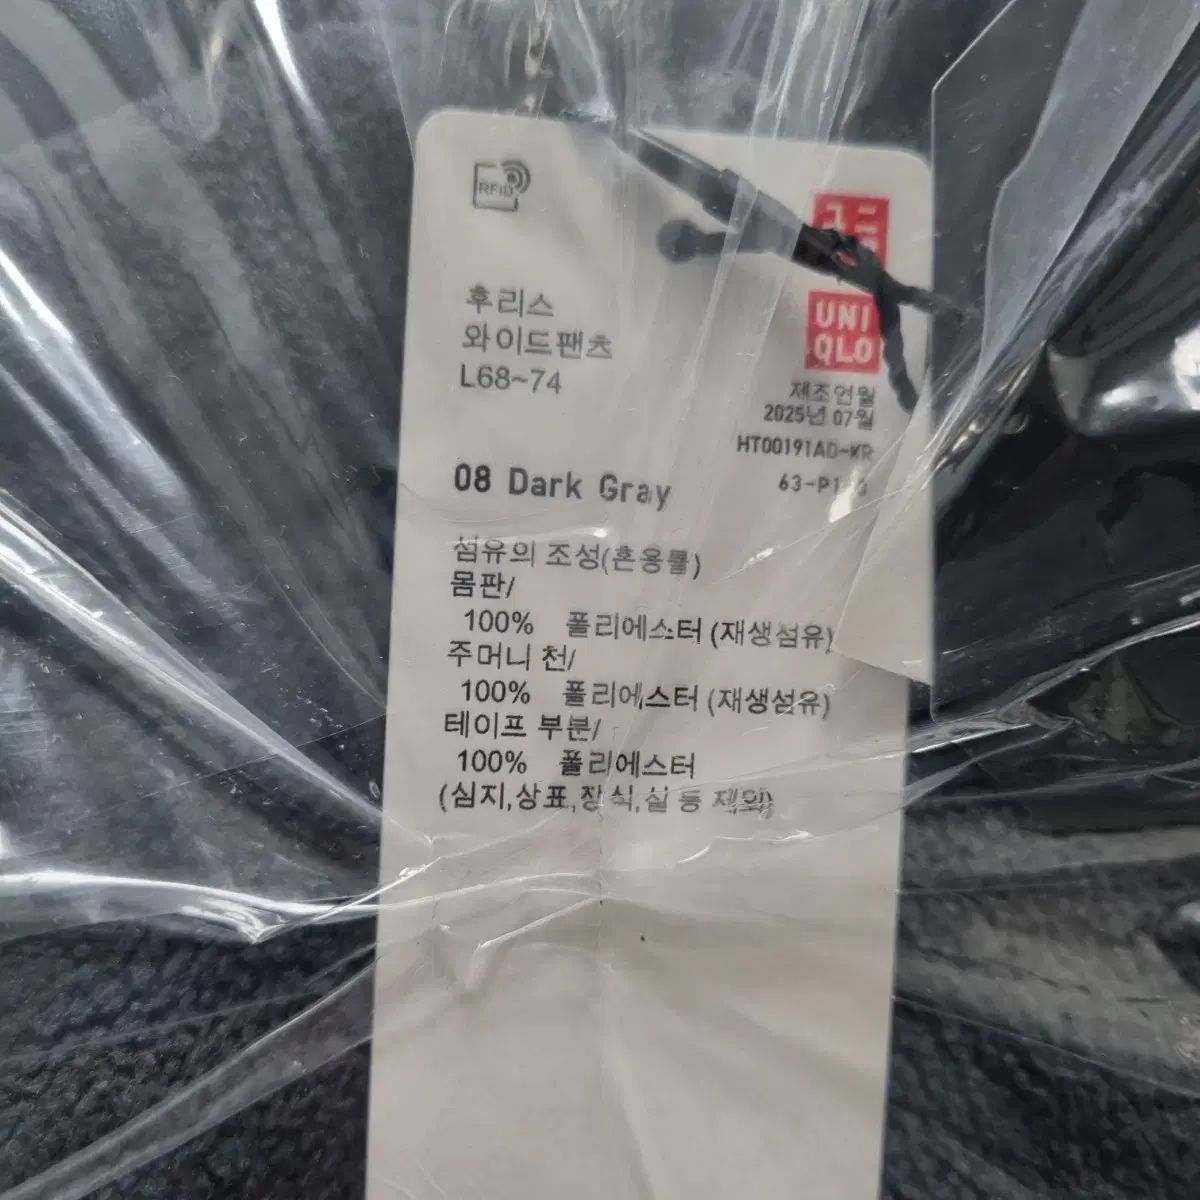 RFID
UNI
QLO
후리스
와이드팬츠
L68~74
제조연월
2025년 07월
HT00191AD-KR
08 Dark Gray
섬유의 조성(혼용률)
몸판/
100% 폴리에스터 (재생섬유)
주머니 천/
100% 폴리에스터 (재생섬유)
테이프 부분/
100% 폴리에스터
(심지,상표,장식,실 등 제외)